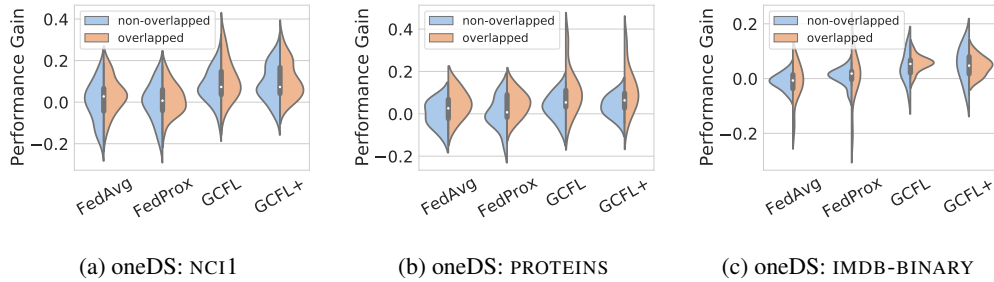 Performance Gain
0.4
0.2
0.0
−0.2
non-overlapped
overlapped
FedAvg
FedProx
GCFL
GCFL+
(a) oneDS: NCI1
Performance Gain
0.4
0.2
0.0
−0.2
non-overlapped
overlapped
FedAvg
FedProx
GCFL
GCFL+
(b) oneDS: PROTEINS
Performance Gain
0.2
0.0
−0.2
non-overlapped
overlapped
FedAvg
FedProx
GCFL
GCFL+
(c) oneDS: IMDB-BINARY